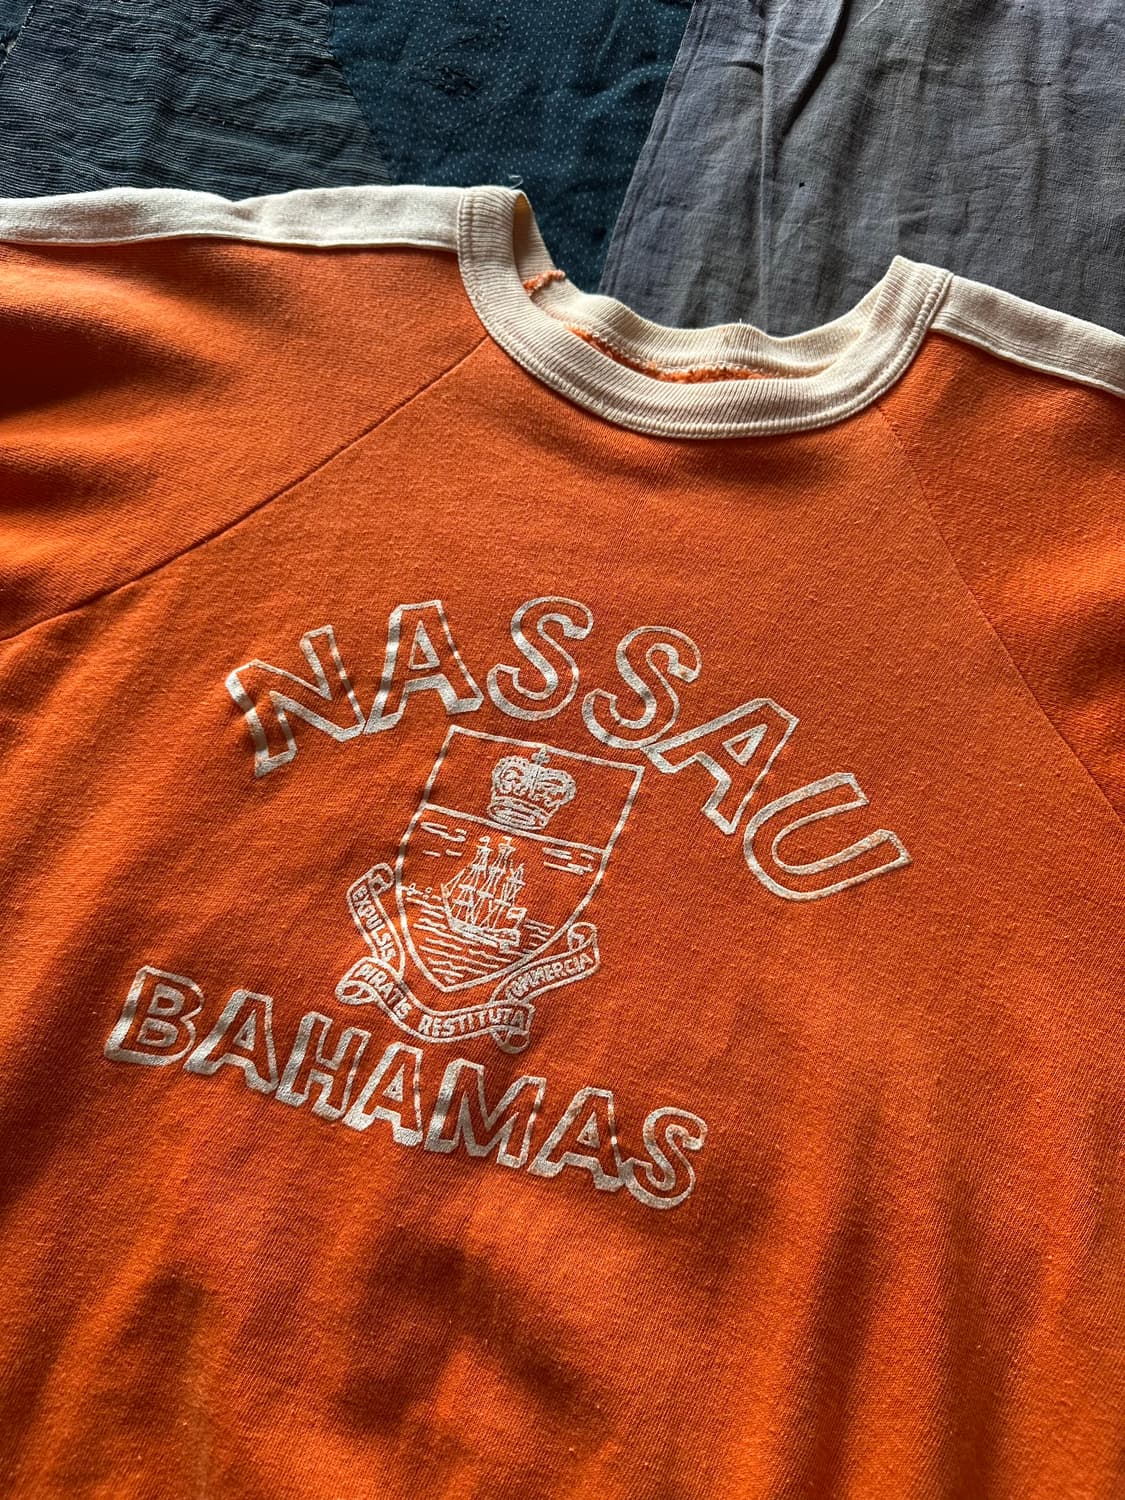 NASSAU
EXPULSIS PIRATIS RESTITUTA COMMERCIA
BAHAMAS